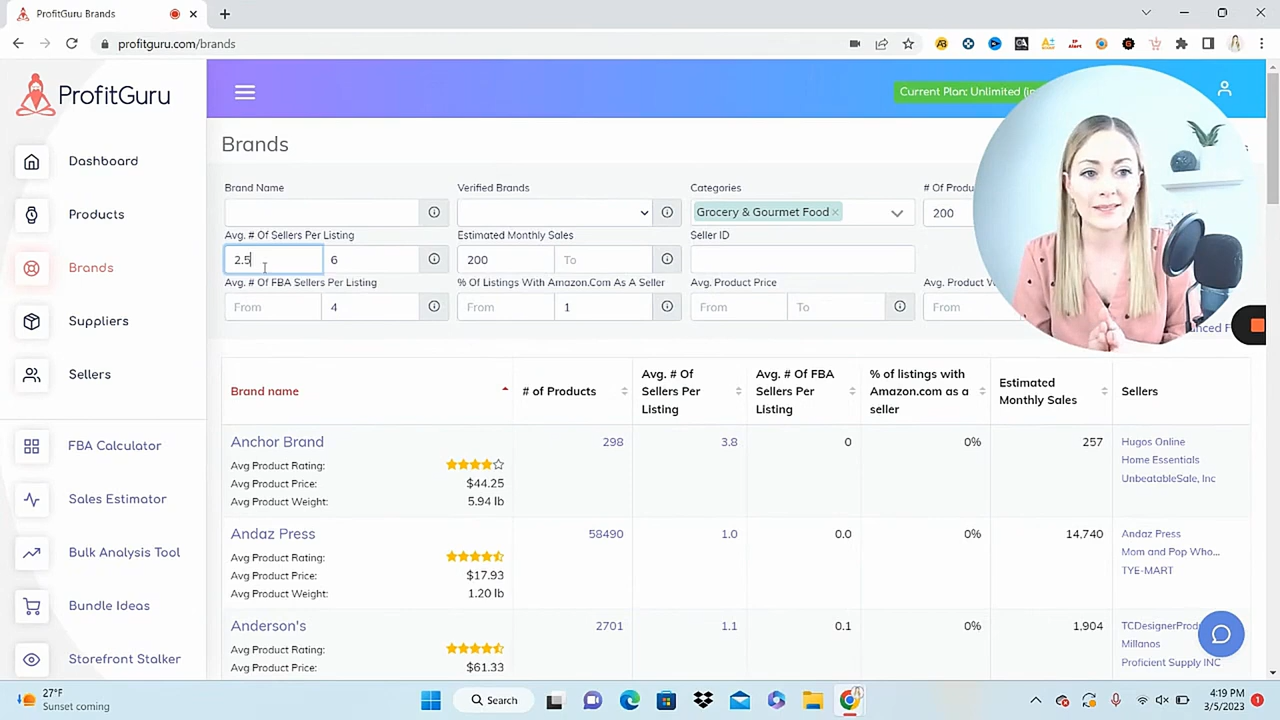 ProfitGuru Brands
profitguru.com/brands
ProfitGuru
Current Plan: Unlimited
Dashboard
Products
Brands
Suppliers
Sellers
FBA Calculator
Sales Estimator
Bulk Analysis Tool
Bundle Ideas
Storefront Stalker
Brands
Brand Name
Verified Brands
Categories
# Of
Grocery & Gourmet Food ×
200
Avg. # Of Sellers Per Listing
Estimated Monthly Sales
Seller ID
2.5
6
200
To
Avg. # Of FBA Sellers Per Listing
% Of Listings With Amazon.Com As A Seller
Avg. Product Price
Avg. Product
From
4
From
1
From
To
From
Brand name
# of Products
Avg. # Of Sellers Per Listing
Avg. # Of FBA Sellers Per Listing
% of listings with Amazon.com as a seller
Estimated Monthly Sales
Sellers
Anchor Brand
298
3.8
0
0%
257
Hugos Online
Home Essentials
UnbeatableSale, Inc
Avg Product Rating:
Avg Product Price: $44.25
Avg Product Weight: 5.94 lb
Andaz Press
58490
1.0
0.0
0%
14,740
Andaz Press
Mom and Pop Who...
TYE-MART
Avg Product Rating:
Avg Product Price: $17.93
Avg Product Weight: 1.20 lb
Anderson's
2701
1.1
0.1
0%
1,904
Millanos
Proficient Supply INC
Avg Product Rating:
Avg Product Price: $61.33
27°F
Sunset coming
Search
4:19 PM
3/5/2023
1